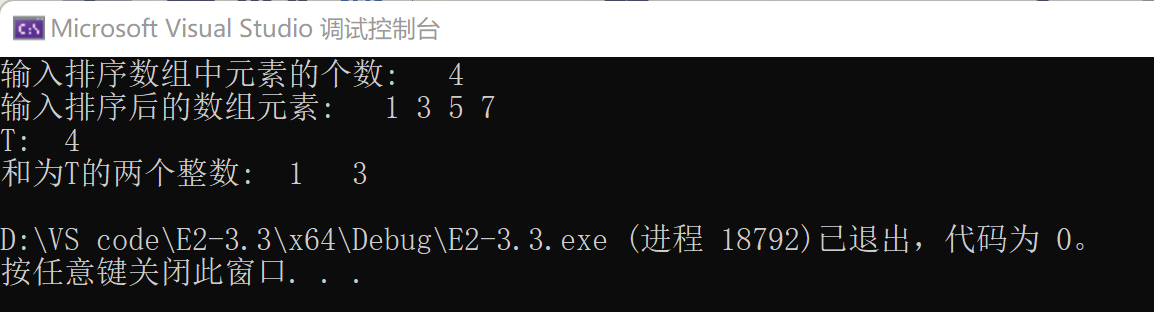 Microsoft Visual Studio 调试控制台
输入排序数组中元素的个数:   4
输入排序后的数组元素:   1 3 5 7
T:  4
和为T的两个整数:  1   3
D:\VS code\E2-3.3\x64\Debug\E2-3.3.exe (进程 18792)已退出，代码为 0。
按任意键关闭此窗口. . .